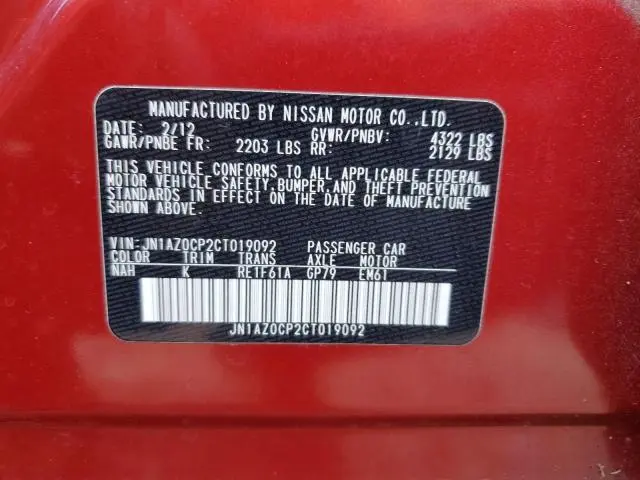 MANUFACTURED BY NISSAN MOTOR CO.,LTD.
DATE: 2/12 GVWR/PNBV: 4322 LBS
GAWR/PNBE FR: 2203 LBS RR: 2129 LBS
THIS VEHICLE CONFORMS TO ALL APPLICABLE FEDERAL
MOTOR VEHICLE SAFETY,BUMPER,AND THEFT PREVENTION
STANDARDS IN EFFECT ON THE DATE OF MANUFACTURE
SHOWN ABOVE.
VIN:JN1AZ0CP2CT019092 PASSENGER CAR
COLOR TRIM TRANS AXLE MOTOR
NAH K RE1F61A GP79 EM61
JN1AZ0CP2CT019092